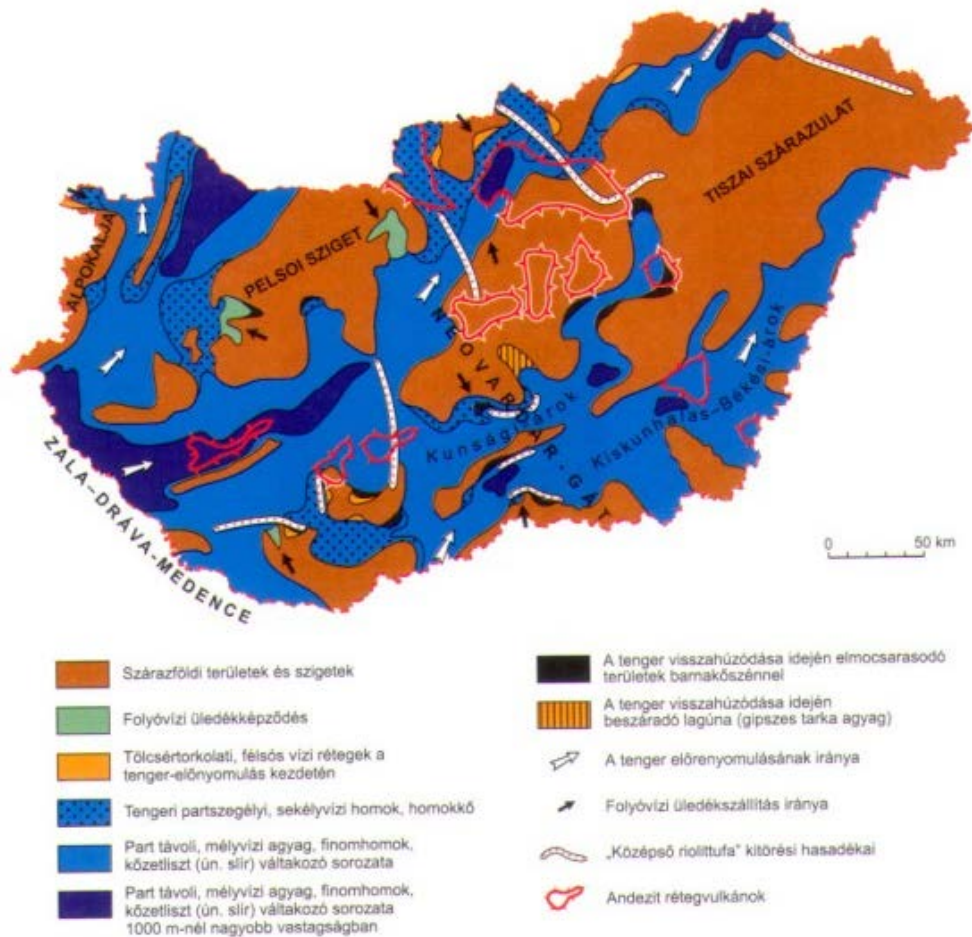 TISZAI SZÁRAZULAT
ALPOKALJA
PELSOI SZIGET
NEOVARISZKUSZ
Kunsági-árok
Kiskunhalas–Békési-árok
ZALA–DRÁVA-MEDENCE
0 50 km
Szárazföldi területek és szigetek
Folyóvízi üledékképződés
Tölcsértorkolati, félsós vízi rétegek a
tenger-előnyomulás kezdetén
Tengeri partszegélyi, sekélyvízi homok, homokkő
Part távoli, mélyvízi agyag, finomhomok,
kőzetliszt (ún. slír) váltakozó sorozata
Part távoli, mélyvízi agyag, finomhomok,
kőzetliszt (ún. slír) váltakozó sorozata
1000 m-nél nagyobb vastagságban
A tenger visszahúzódása idején elmocsarasodó
területek barnakőszénnel
A tenger visszahúzódása idején
beszáradó lagúna (gipszes tarka agyag)
A tenger előrenyomulásának iránya
Folyóvízi üledékszállítás iránya
„Középső riolittufa" kitörési hasadékai
Andezit rétegvulkánok